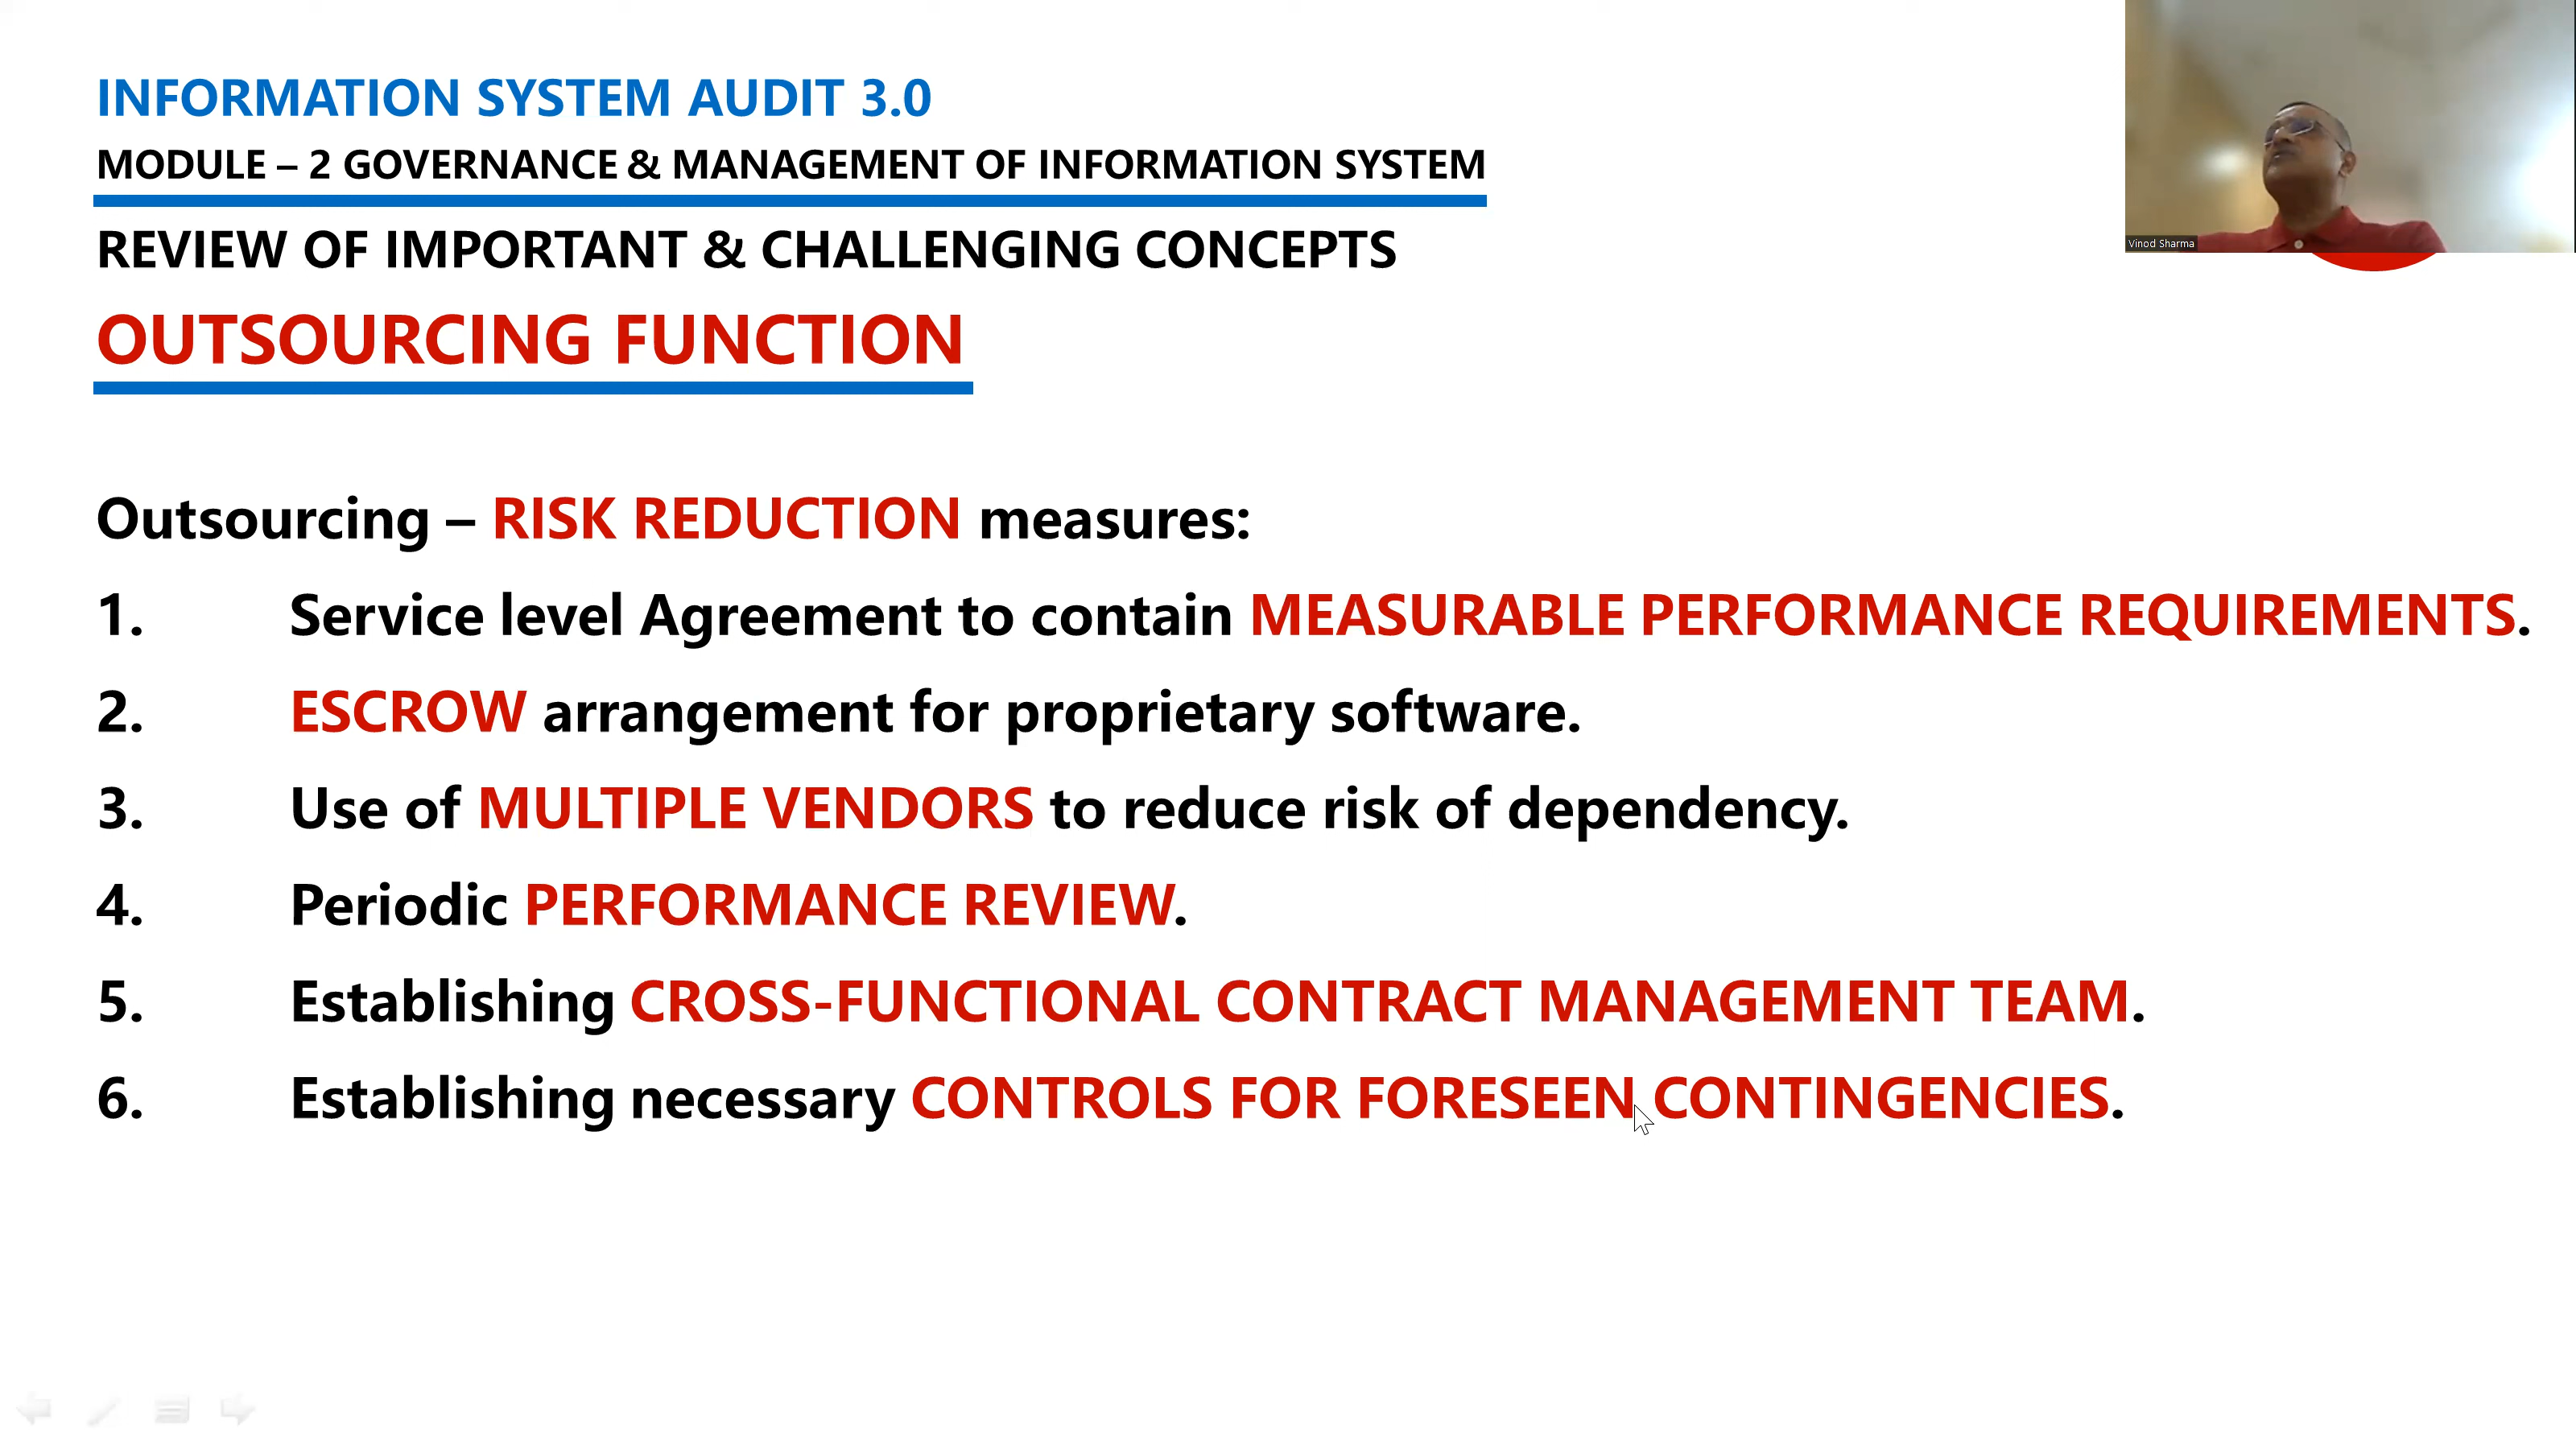 INFORMATION SYSTEM AUDIT 3.0
MODULE – 2 GOVERNANCE & MANAGEMENT OF INFORMATION SYSTEM
REVIEW OF IMPORTANT & CHALLENGING CONCEPTS
OUTSOURCING FUNCTION
Vinod Sharma
Outsourcing – RISK REDUCTION measures:
1. Service level Agreement to contain MEASURABLE PERFORMANCE REQUIREMENTS.
2. ESCROW arrangement for proprietary software.
3. Use of MULTIPLE VENDORS to reduce risk of dependency.
4. Periodic PERFORMANCE REVIEW.
5. Establishing CROSS-FUNCTIONAL CONTRACT MANAGEMENT TEAM.
6. Establishing necessary CONTROLS FOR FORESEEN CONTINGENCIES.